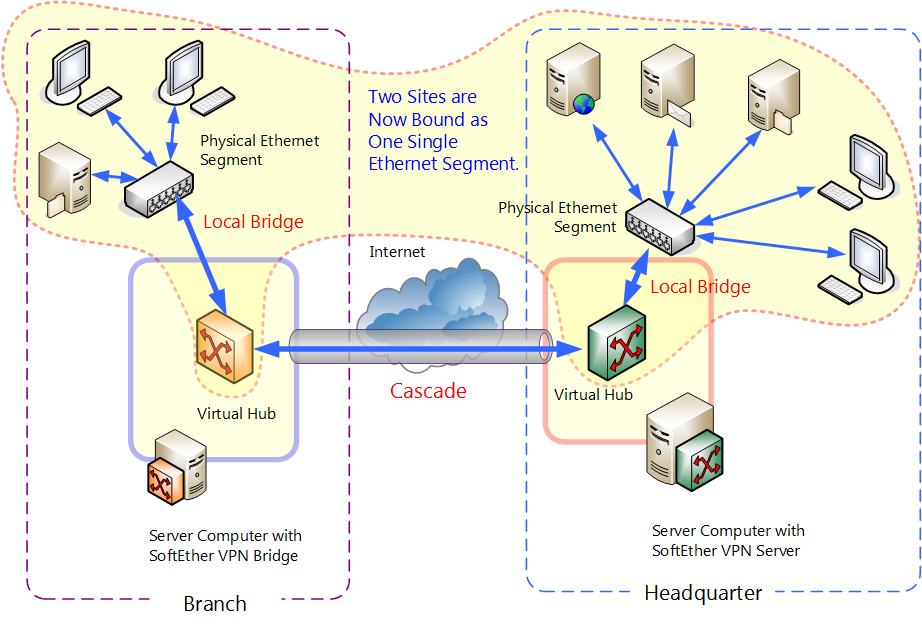 Two Sites are
Now Bound as
One Single
Ethernet Segment.
Physical Ethemet
Segment
Local Bridge
Physical Ethemet
Segment
Internet
Local Bridge
Cascade
Virtual Hub
Virtual Hub
Server Computer with
SoftEther VPN Bridge
Server Computer with
SoftEther VPN Server
Branch
Headquarter